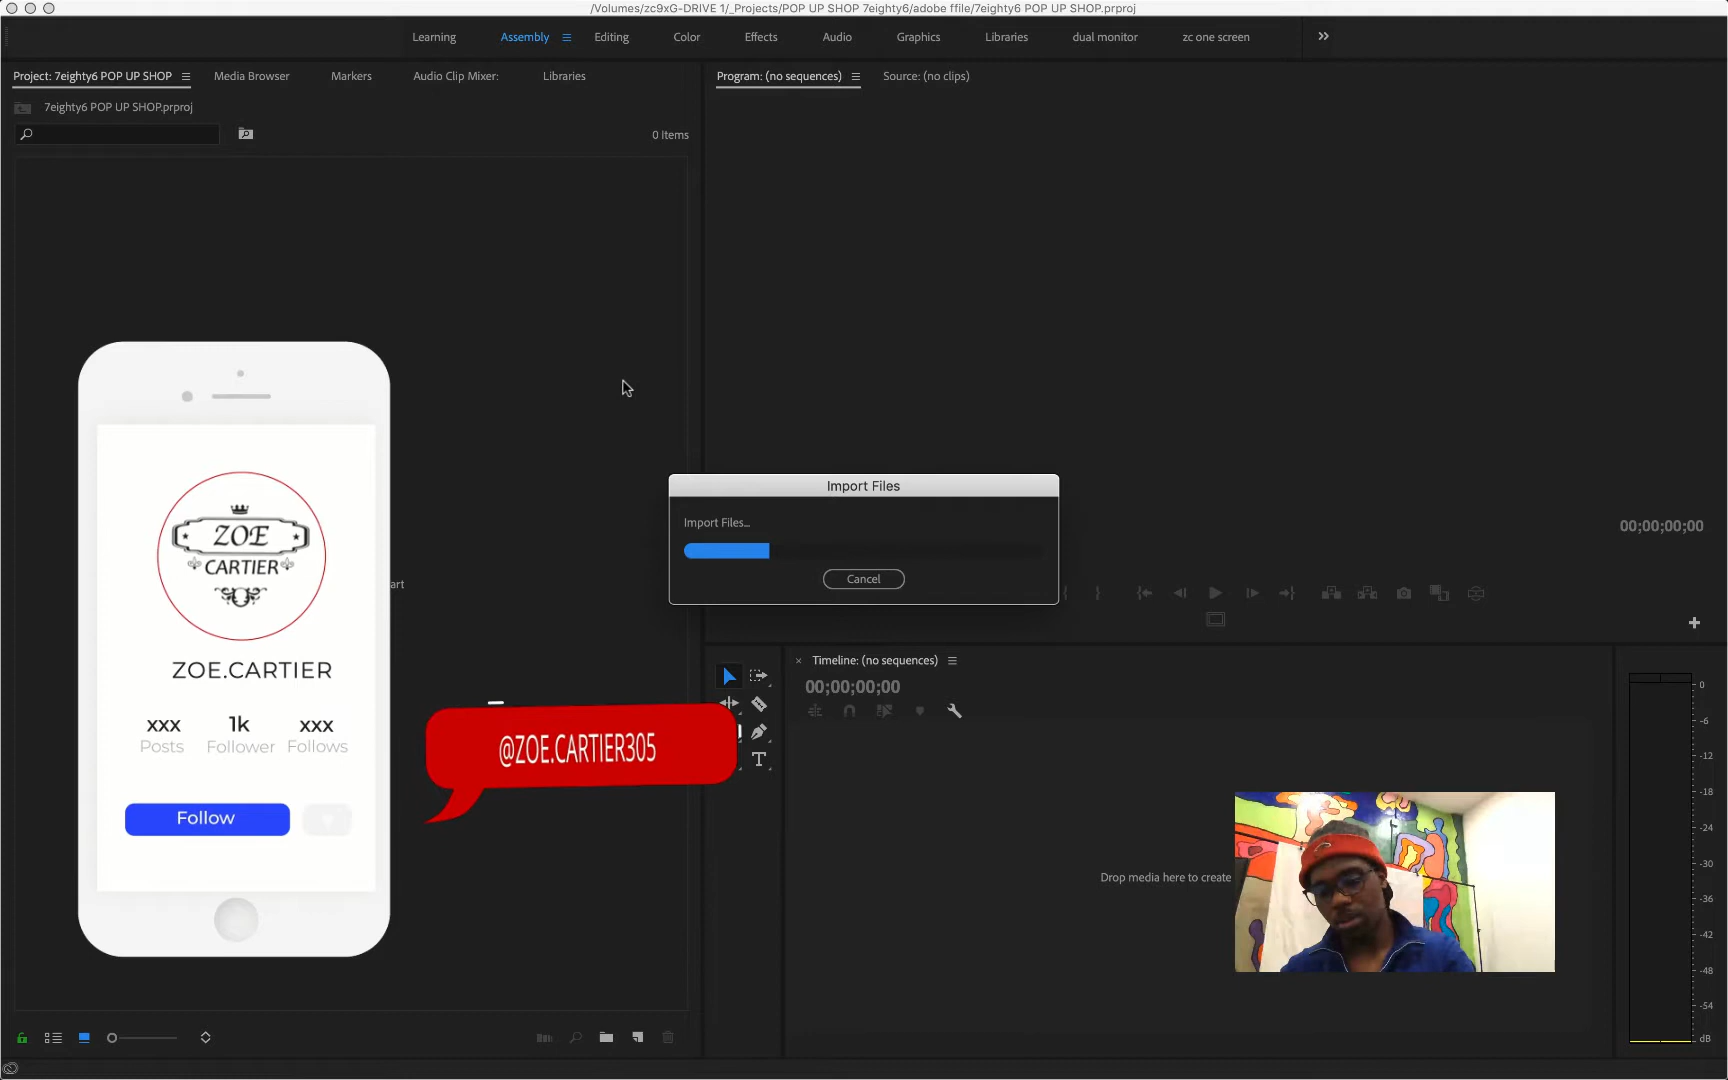 /Volumes/zc9xG-DRIVE 1/_Projects/POP UP SHOP 7eighty6/adobe ffile/7eighty6 POP UP SHOP.prproj
Learning Assembly Editing Color Effects Audio Graphics Libraries dual monitor zc one screen
Project: 7eighty6 POP UP SHOP Media Browser Markers Audio Clip Mixer: Libraries
Program: (no sequences) Source: (no clips)
7eighty6 POP UP SHOP.prproj
0 Items
Import Files
Import Files...
Cancel
00;00;00;00
ZOE
CARTIER
art
ZOE.CARTIER
xxx 1k xxx
Posts Follower Follows
Follow
@ZOE.CARTIER305
Timeline: (no sequences)
00;00;00;00
T
Drop media here to create
0
-6
-12
-18
-24
-30
-36
-42
-48
-54
dB